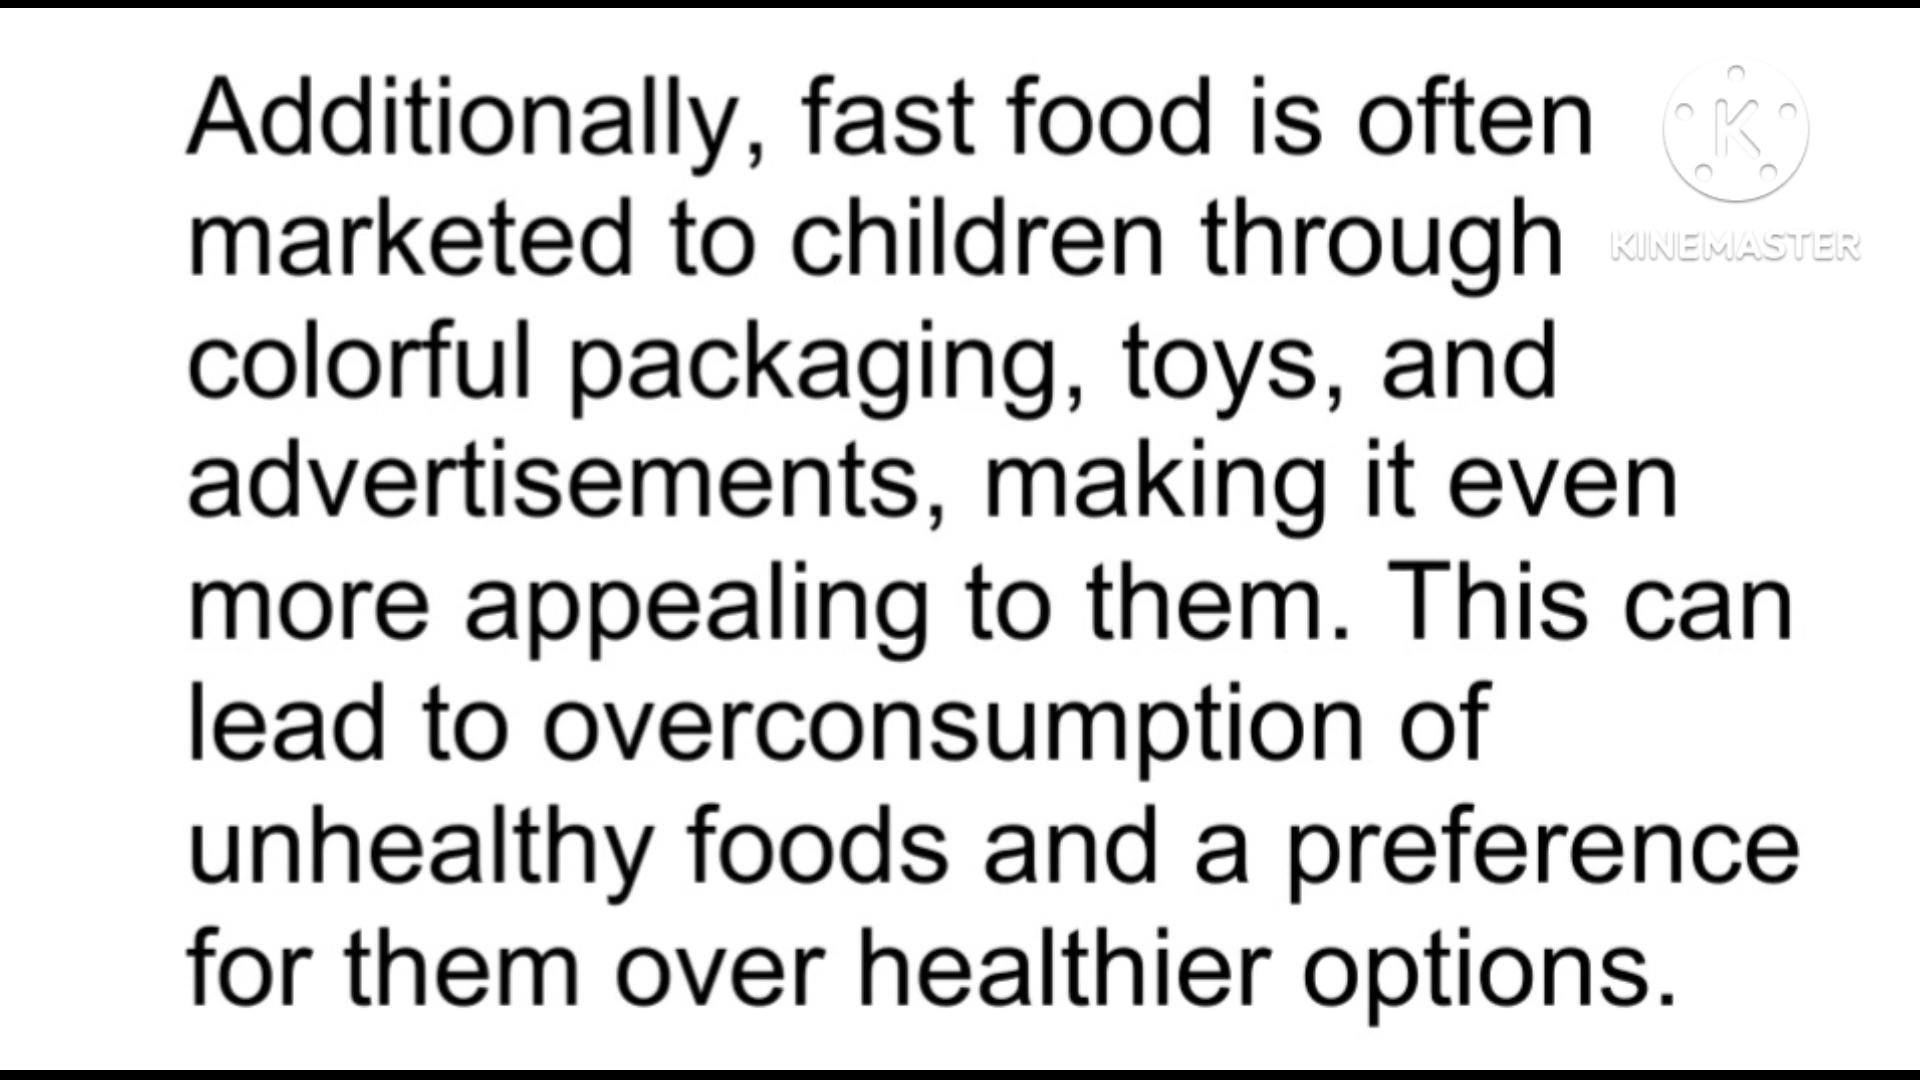 Additionally, fast food is often
marketed to children through
colorful packaging, toys, and
advertisements, making it even
more appealing to them. This can
lead to overconsumption of
unhealthy foods and a preference
for them over healthier options.
K
KINEMASTER